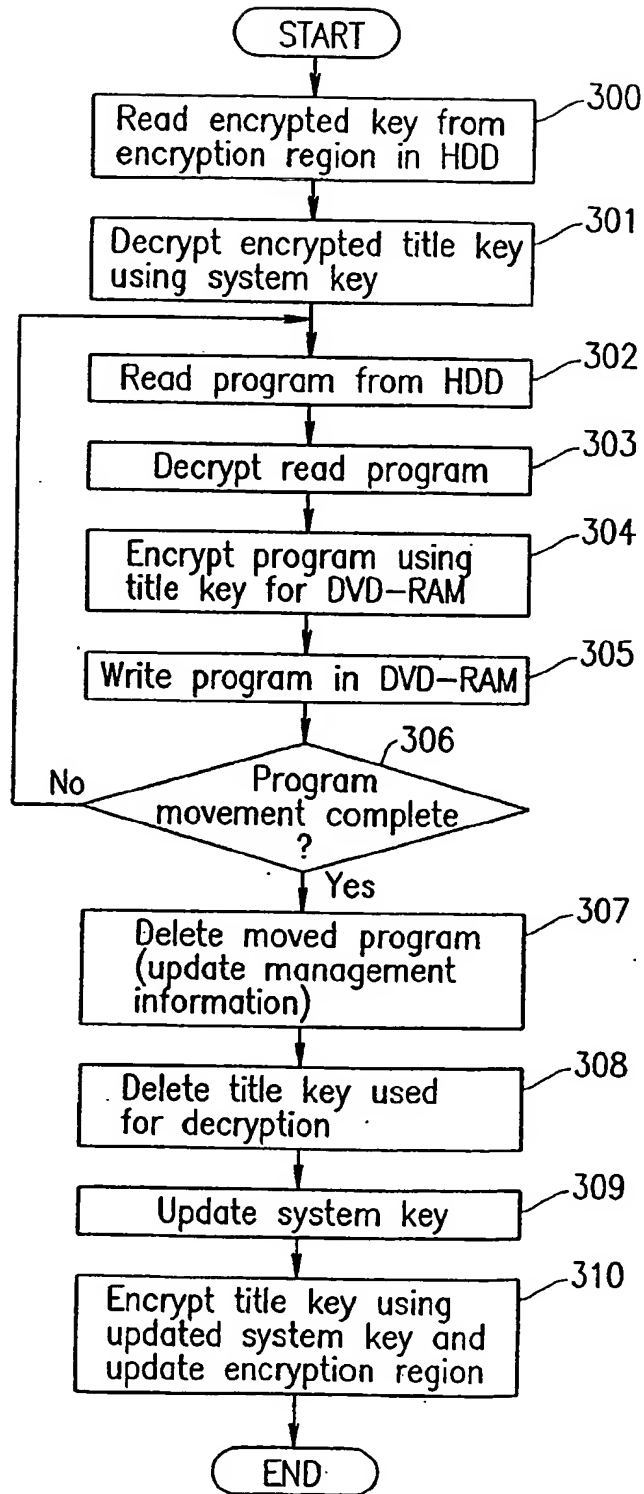 START
300
Read encrypted key from
encryption region in HDD
301
Decrypt encrypted title key
using system key
302
Read program from HDD
303
Decrypt read program
304
Encrypt program using
title key for DVD-RAM
305
Write program in DVD-RAM
306
No
Program
movement complete
?
Yes
307
Delete moved program
(update management
information)
308
Delete title key used
for decryption
309
Update system key
310
Encrypt title key using
updated system key and
update encryption region
END